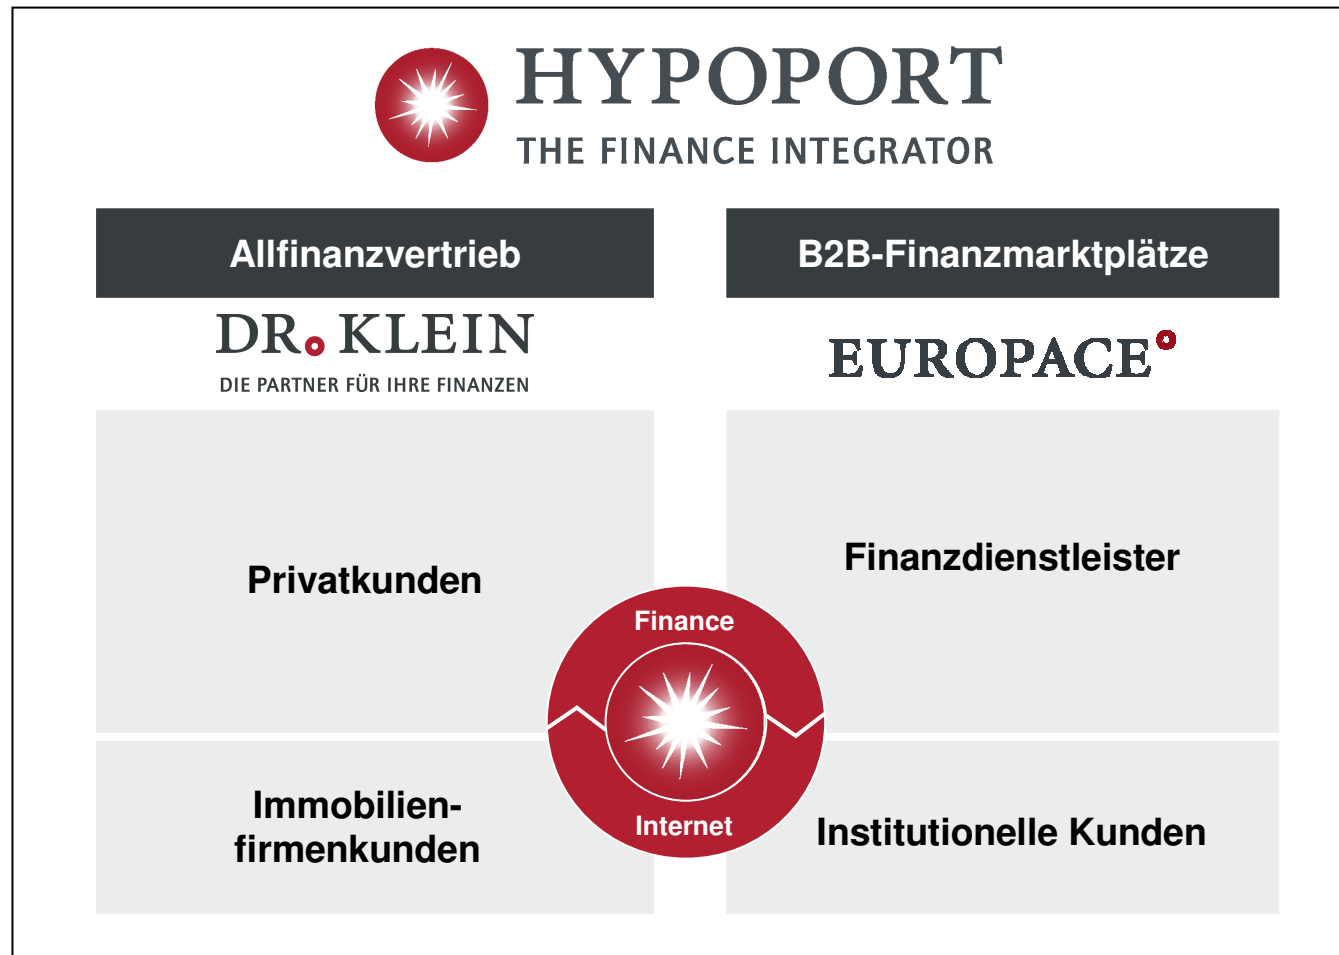 HYPOPORT
THE FINANCE INTEGRATOR
Allfinanzvertrieb
DR. KLEIN
DIE PARTNER FÜR IHRE FINANZEN
Privatkunden
Immobilien-
firmenkunden
B2B-Finanzmarktplätze
EUROPACE
Finanzdienstleister
Institutionelle Kunden
Finance
Internet